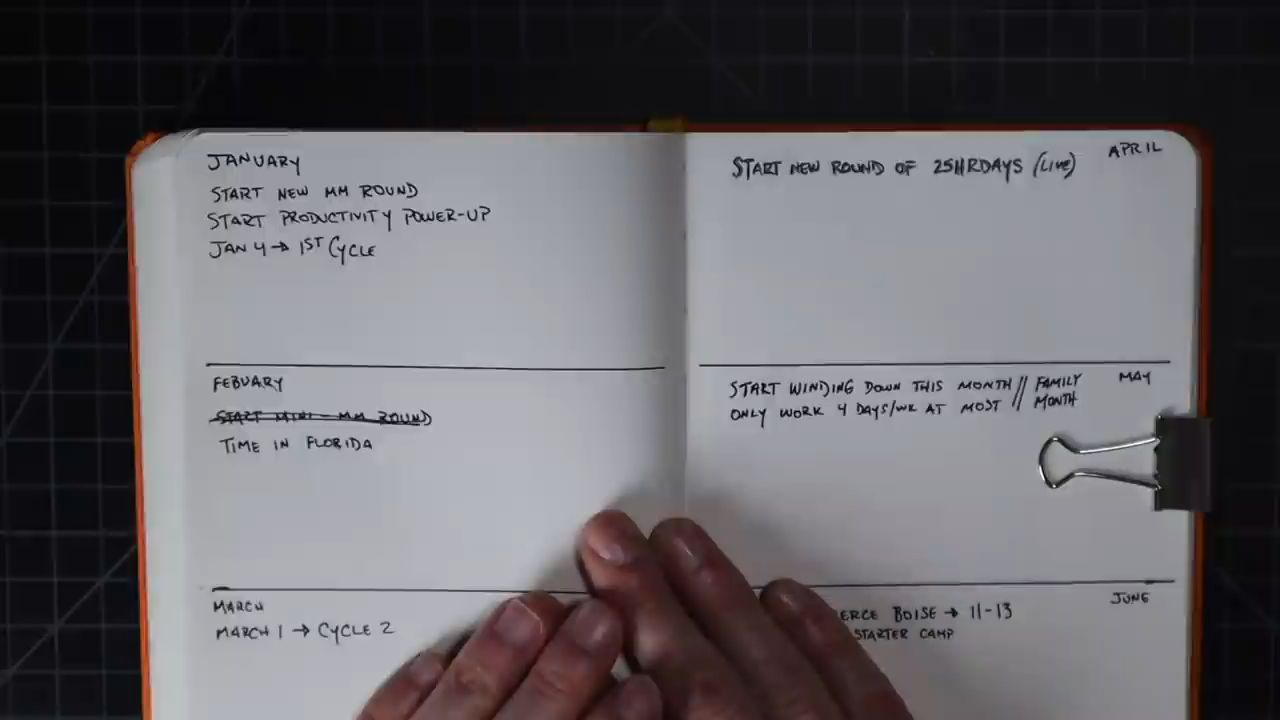 JANUARY
START NEW MM ROUND
START PRODUCTIVITY POWER-UP
JAN 4 → 1ST CYCLE
FEBUARY
START MINI-MM ROUND
TIME IN FLORIDA
MARCH
MARCH 1 → CYCLE 2
APRIL
START NEW ROUND OF 25HRDAYS (LIVE)
MAY
START WINDING DOWN THIS MONTH // FAMILY
ONLY WORK 4 DAYS/WK AT MOST // MONTH
JUNE
BOISE → 11-13
STARTER CAMP